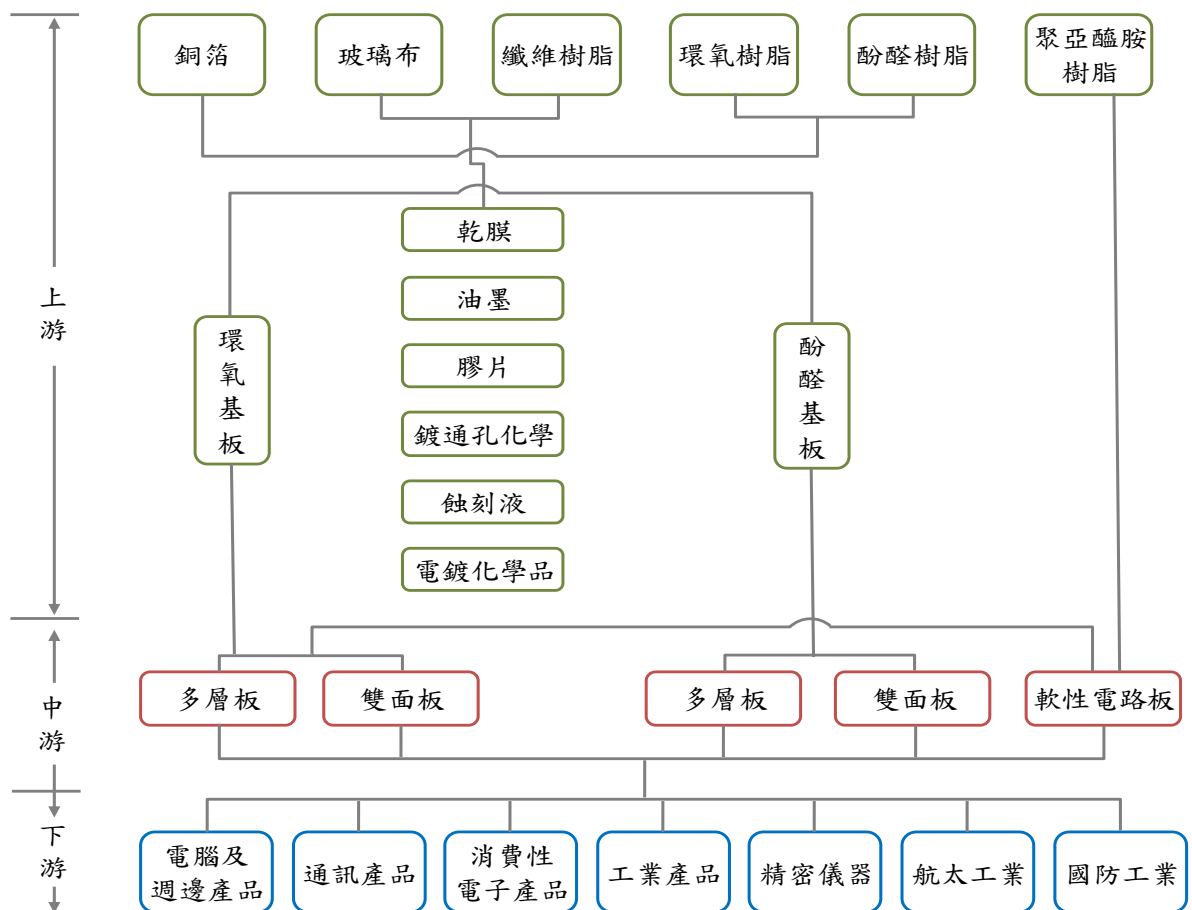 銅箔
玻璃布
纖維樹脂
環氧樹脂
酚醛樹脂
聚亞醯胺
樹脂
上游
乾膜
油墨
膠片
鍍通孔化學
蝕刻液
電鍍化學品
環氧基板
酚醛基板
中游
多層板
雙面板
多層板
雙面板
軟性電路板
下游
電腦及
週邊產品
通訊產品
消費性
電子產品
工業產品
精密儀器
航太工業
國防工業